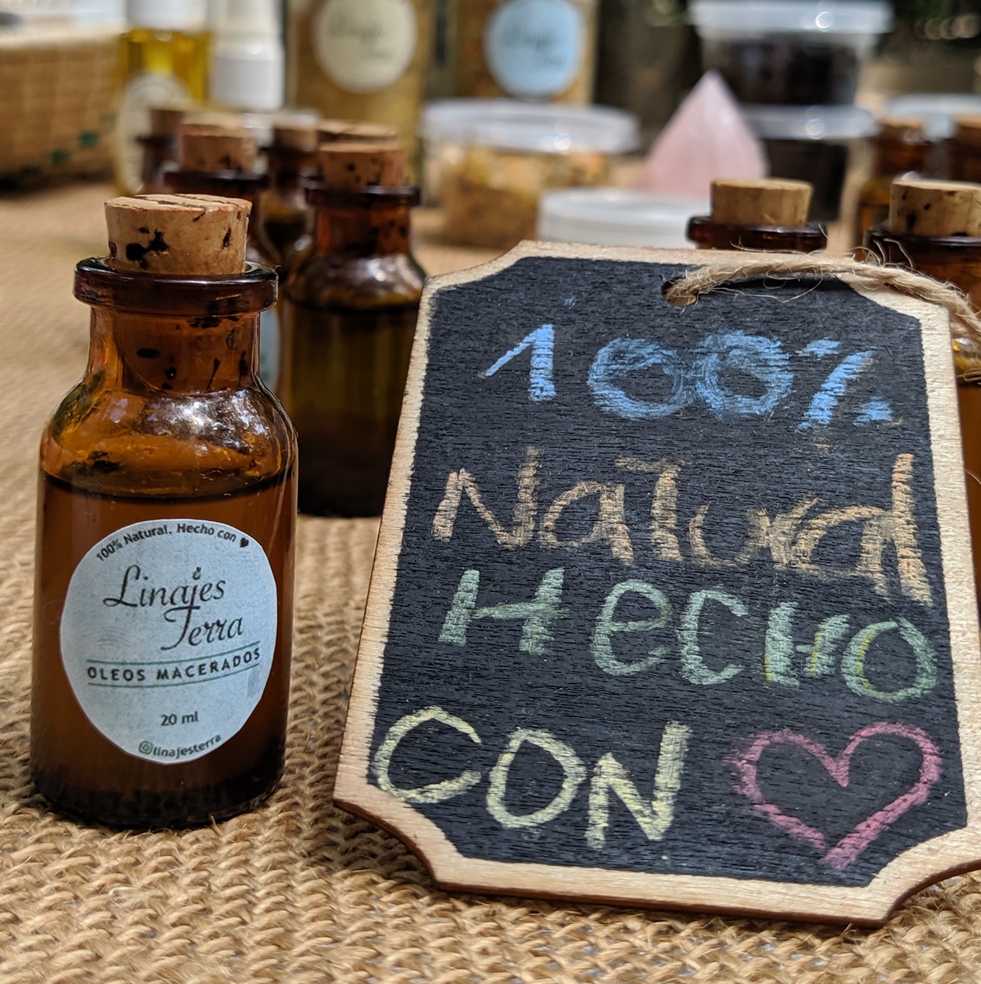 100% Natural. Hecho con ♥
Linajes
Terra
OLEOS MACERADOS
20 ml
@linajesterra
100%
Natural
HecHo
CON ♡